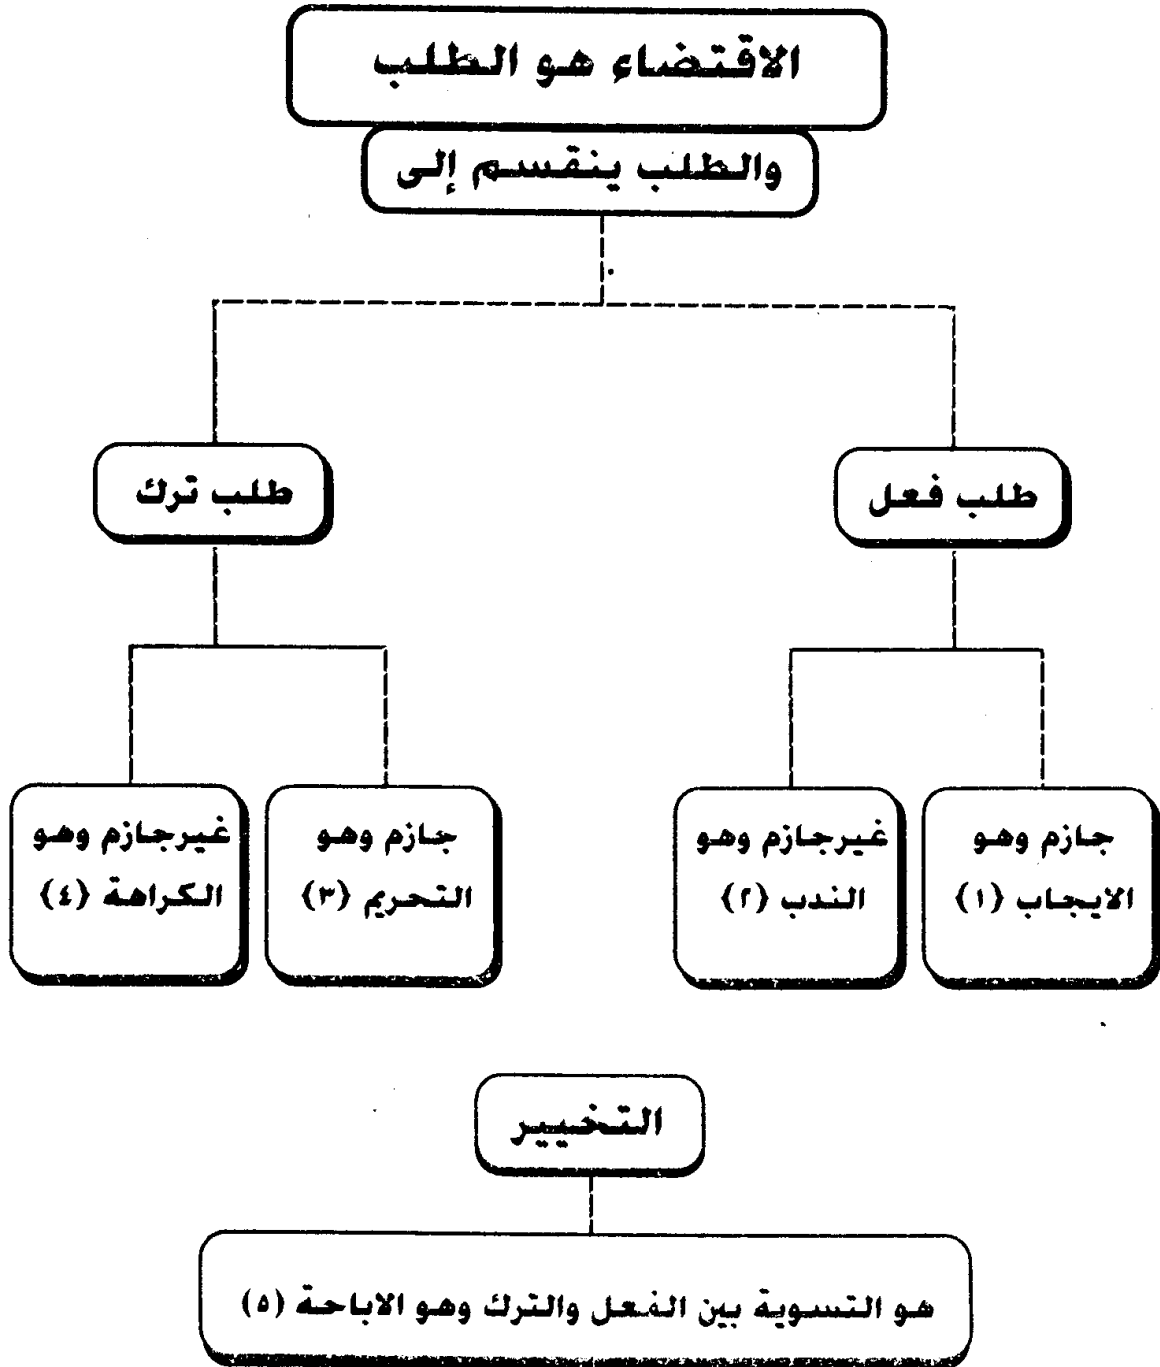 الاقتضاء هو الطلب
والطلب ينقسم إلى
طلب فعل
طلب ترك
جازم وهو
الايجاب (١)
غيرجازم وهو
الندب (٢)
جازم وهو
التحريم (٣)
غيرجازم وهو
الكراهة (٤)
التخيير
هو التسوية بين الفعل والترك وهو الاباحة (٥)